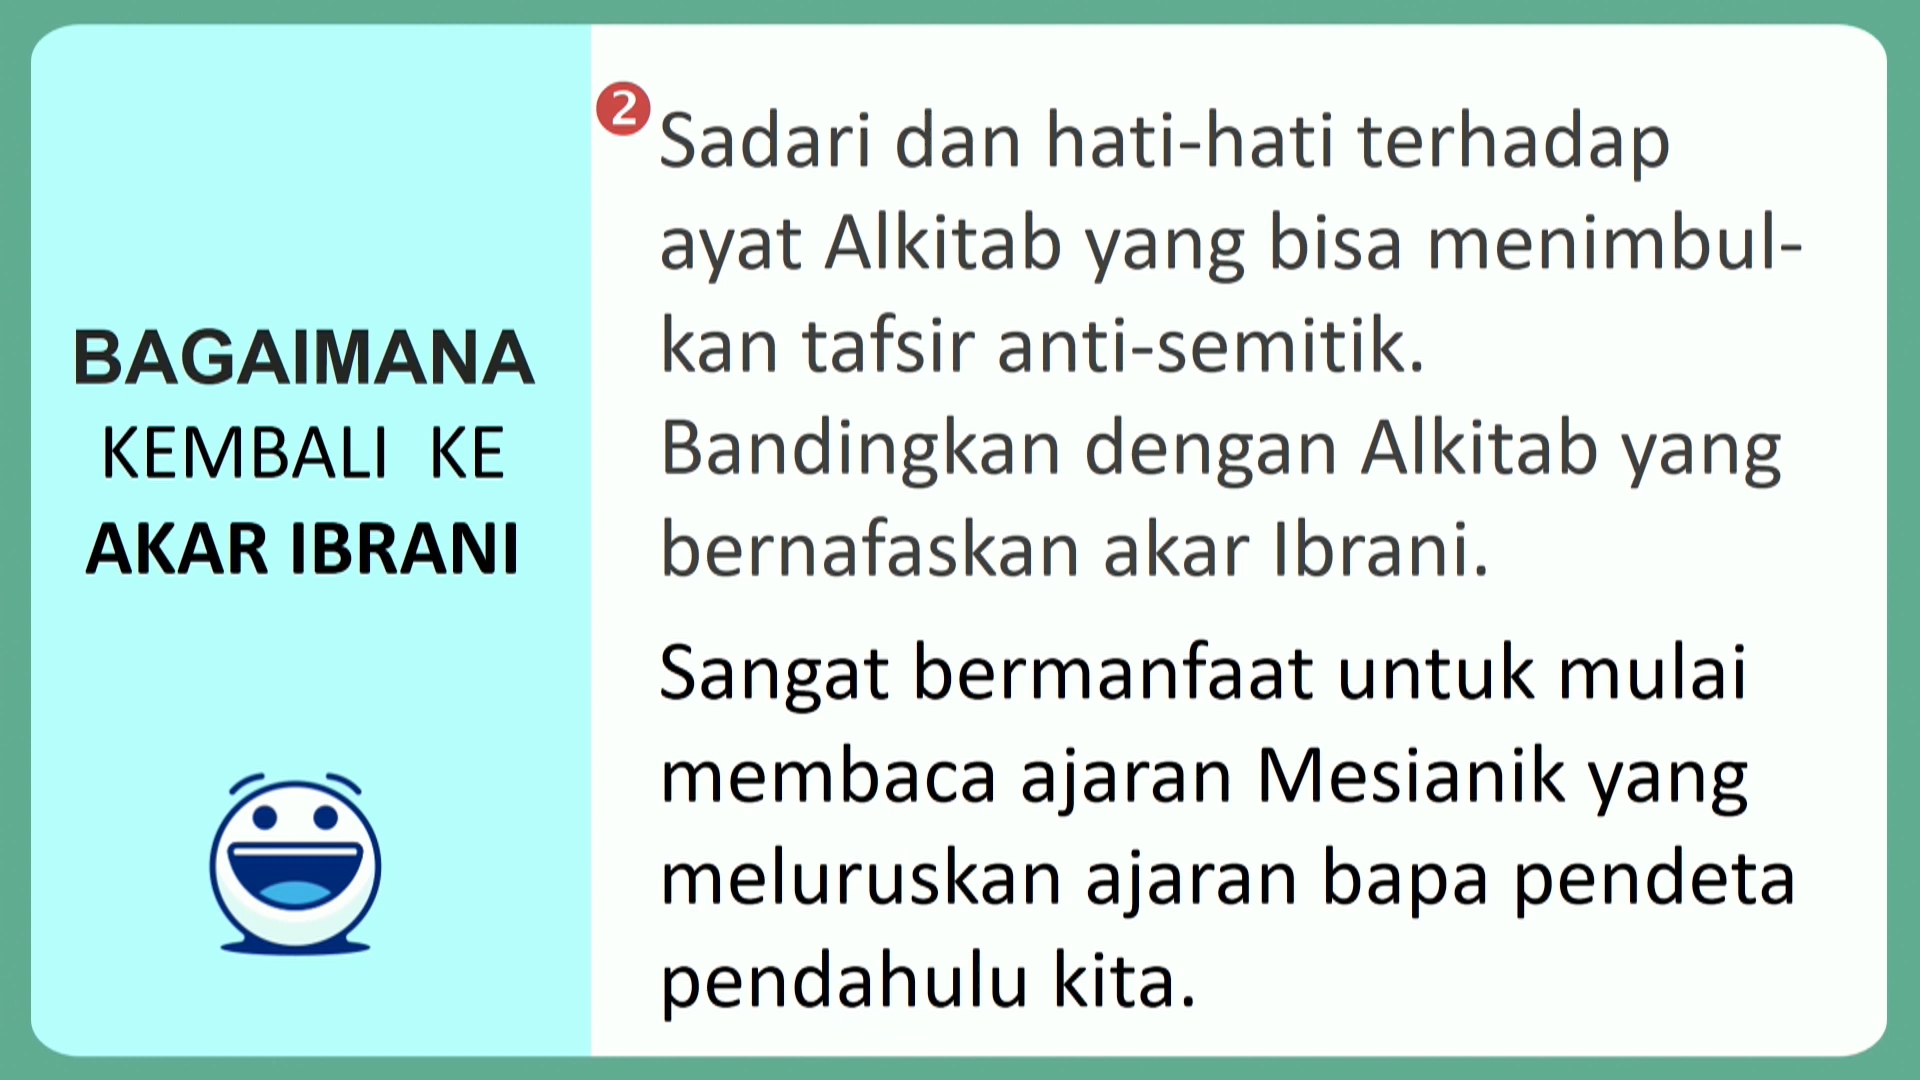 BAGAIMANA
KEMBALI KE
AKAR IBRANI
❷
Sadari dan hati-hati terhadap
ayat Alkitab yang bisa menimbul-
kan tafsir anti-semitik.
Bandingkan dengan Alkitab yang
bernafaskan akar Ibrani.
Sangat bermanfaat untuk mulai
membaca ajaran Mesianik yang
meluruskan ajaran bapa pendeta
pendahulu kita.